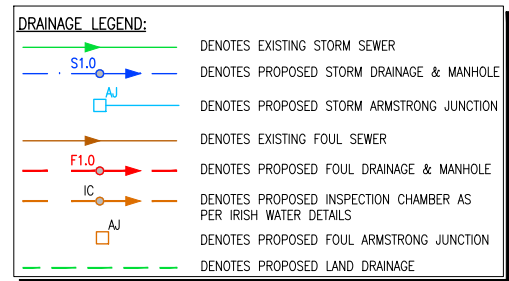 DRAINAGE LEGEND:
DENOTES EXISTING STORM SEWER
S1.0 DENOTES PROPOSED STORM DRAINAGE & MANHOLE
AJ DENOTES PROPOSED STORM ARMSTRONG JUNCTION
DENOTES EXISTING FOUL SEWER
F1.0 DENOTES PROPOSED FOUL DRAINAGE & MANHOLE
IC DENOTES PROPOSED INSPECTION CHAMBER AS
PER IRISH WATER DETAILS
AJ DENOTES PROPOSED FOUL ARMSTRONG JUNCTION
DENOTES PROPOSED LAND DRAINAGE